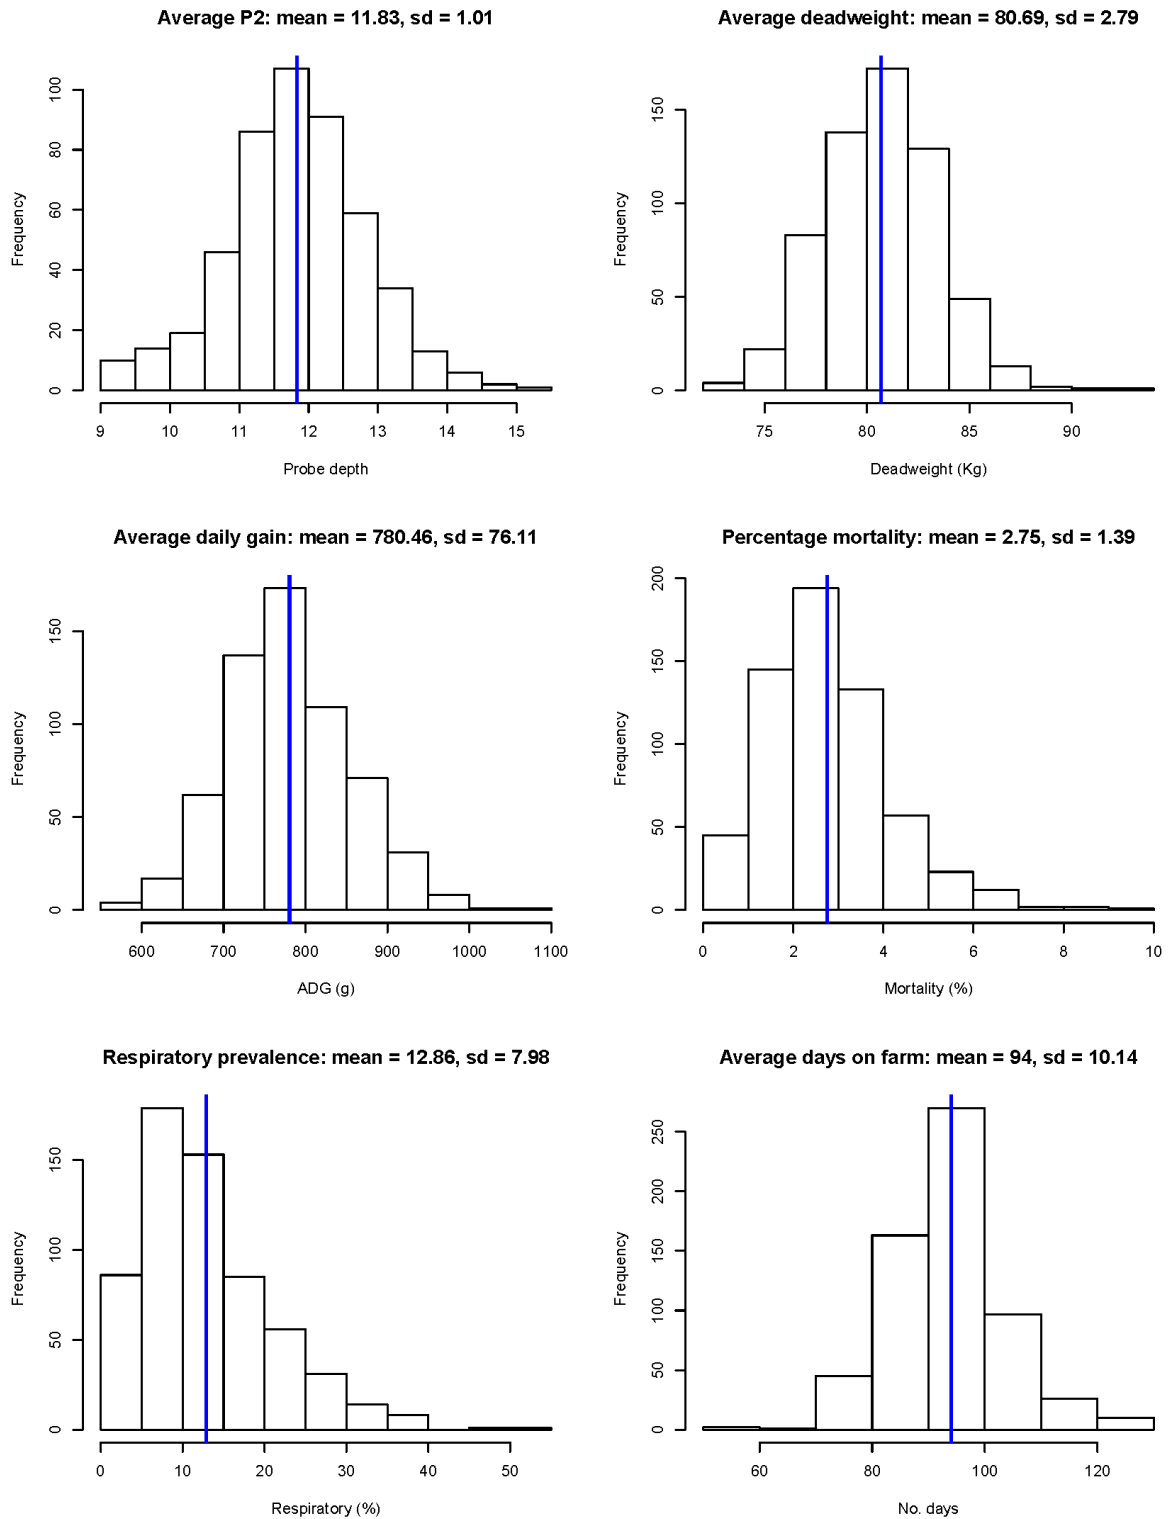 Average P2: mean = 11.83, sd = 1.01
Frequency
0 20 40 60 80 100
9 10 11 12 13 14 15
Probe depth
Average deadweight: mean = 80.69, sd = 2.79
Frequency
0 50 100 150
75 80 85 90
Deadweight (Kg)
Average daily gain: mean = 780.46, sd = 76.11
Frequency
0 50 100 150
600 700 800 900 1000 1100
ADG (g)
Percentage mortality: mean = 2.75, sd = 1.39
Frequency
0 50 100 150 200
0 2 4 6 8 10
Mortality (%)
Respiratory prevalence: mean = 12.86, sd = 7.98
Frequency
0 50 100 150
0 10 20 30 40 50
Respiratory (%)
Average days on farm: mean = 94, sd = 10.14
Frequency
0 50 100 150 200 250
60 80 100 120
No. days